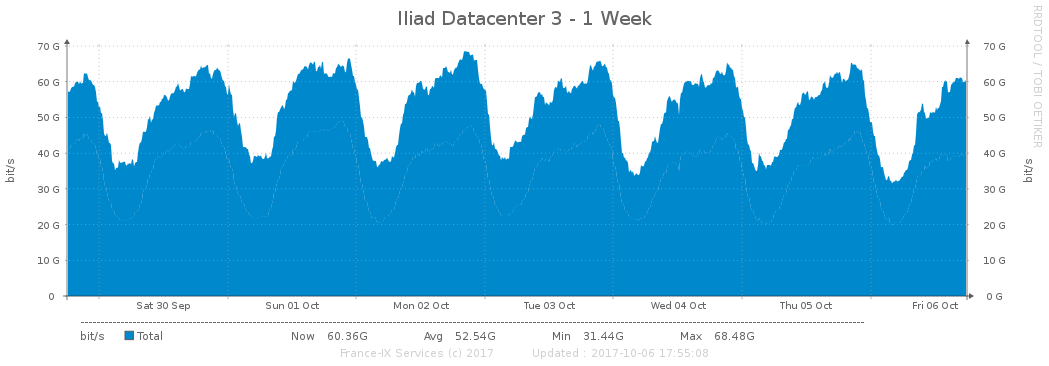 Iliad Datacenter 3 - 1 Week
RRDTOOL / TOBI OETIKER
bit/s
70 G 70 G
60 G 60 G
50 G 50 G
40 G 40 G
30 G 30 G
20 G 20 G
10 G 10 G
0 0 G
bit/s
Sat 30 Sep Sun 01 Oct Mon 02 Oct Tue 03 Oct Wed 04 Oct Thu 05 Oct Fri 06 Oct
bit/s Total Now 60.36G Avg 52.54G Min 31.44G Max 68.48G
France-IX Services (c) 2017 Updated : 2017-10-06 17:55:08